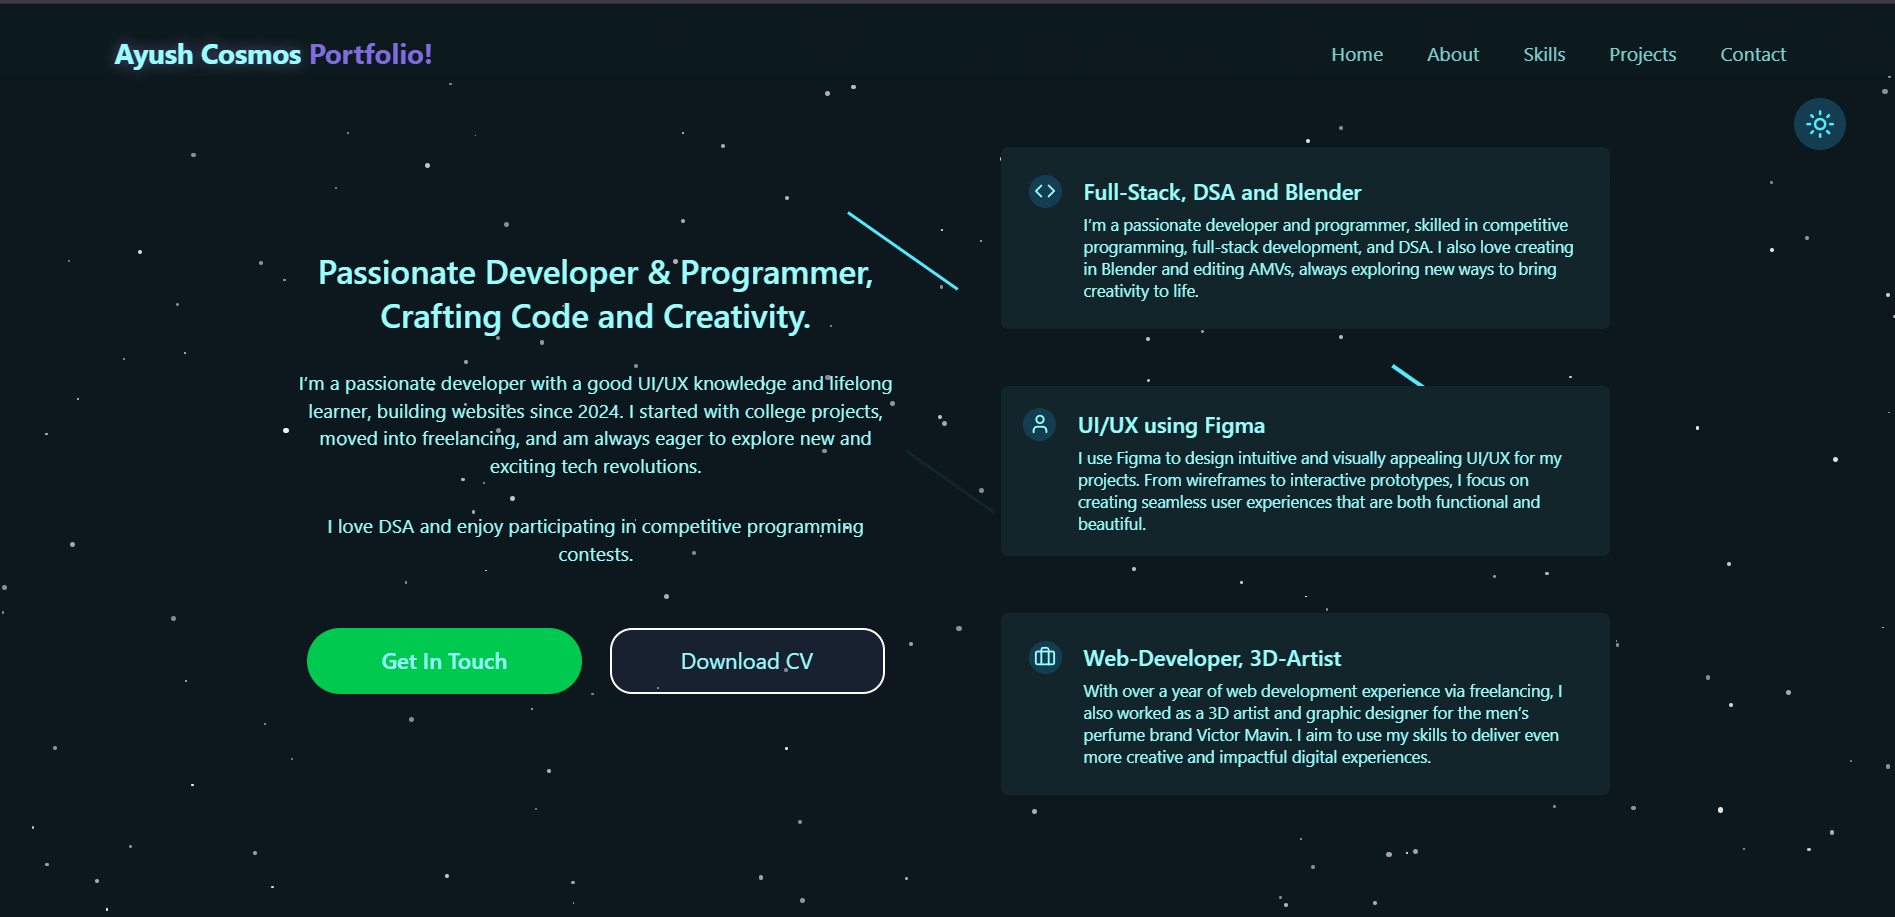 Ayush Cosmos Portfolio!
Home About Skills Projects Contact
Passionate Developer & Programmer,
Crafting Code and Creativity.
I’m a passionate developer with a good UI/UX knowledge and lifelong
learner, building websites since 2024. I started with college projects,
moved into freelancing, and am always eager to explore new and
exciting tech revolutions.
I love DSA and enjoy participating in competitive programming
contests.
Get In Touch
Download CV
Full-Stack, DSA and Blender
I’m a passionate developer and programmer, skilled in competitive
programming, full-stack development, and DSA. I also love creating
in Blender and editing AMVs, always exploring new ways to bring
creativity to life.
UI/UX using Figma
I use Figma to design intuitive and visually appealing UI/UX for my
projects. From wireframes to interactive prototypes, I focus on
creating seamless user experiences that are both functional and
beautiful.
Web-Developer, 3D-Artist
With over a year of web development experience via freelancing, I
also worked as a 3D artist and graphic designer for the men’s
perfume brand Victor Mavin. I aim to use my skills to deliver even
more creative and impactful digital experiences.